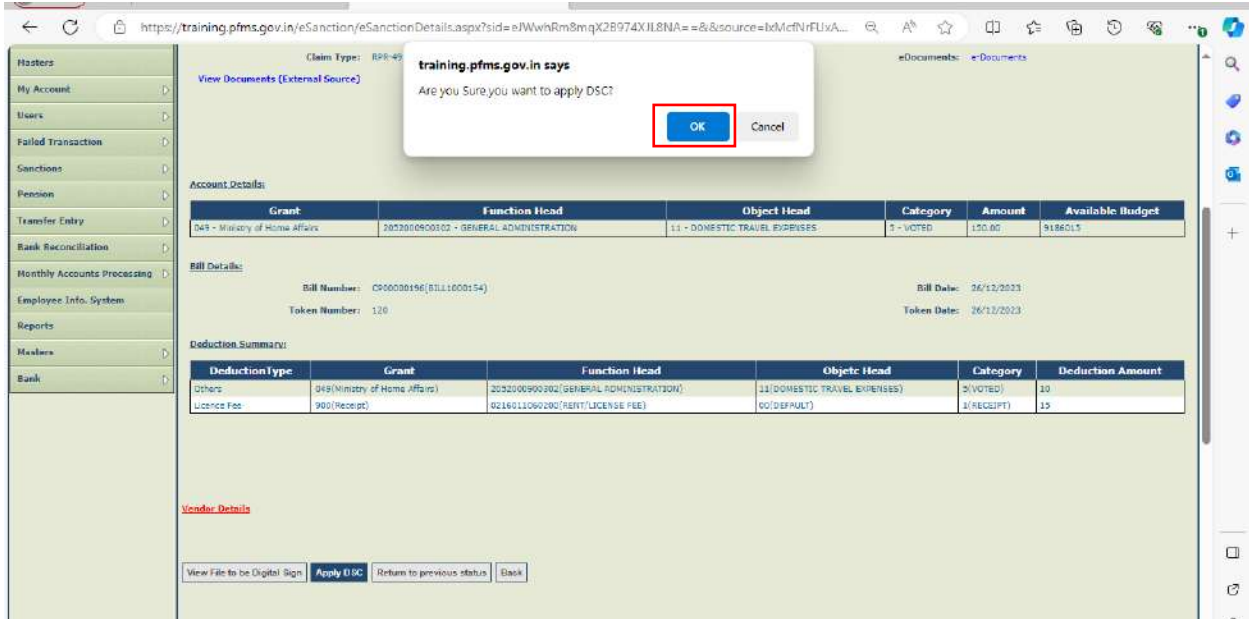 https://training.pfms.gov.in/eSanction/eSanctionDetails.aspx?sid=eJWwhRm8mqX2B974XJL8NA==&&source=
Masters
My Account
Users
Failed Transaction
Sanctions
Pension
Transfer Entry
Bank Reconciliation
Monthly Accounts Processing
Employee Info. System
Reports
Masters
Bank
Claim Type:
eDocuments: e-Documents
View Documents (External Source)
training.pfms.gov.in says
Are you Sure,you want to apply DSC?
OK Cancel
Account Details:
Grant Function Head Object Head Category Amount Available Budget
049 - Ministry of Home Affairs 2052000900302 - GENERAL ADMINISTRATION 11 - DOMESTIC TRAVEL EXPENSES 5 - VOTED 150.00 9186015
Bill Details:
Bill Number: C900000196(BILL1000154) Bill Date: 26/12/2023
Token Number: 120 Token Date: 26/12/2023
Deduction Summary:
DeductionType Grant Function Head Objetc Head Category Deduction Amount
Others 049(Ministry of Home Affairs) 2052000900302(GENERAL ADMINISTRATION) 11(DOMESTIC TRAVEL EXPENSES) 5(VOTED) 10
Licence Fee 900(Receipt) 0216011060200(RENT/LICENSE FEE) 00(DEFAULT) 1(RECEIPT) 15
Vendor Details
View File to be Digital Sign Apply DSC Return to previous status Back